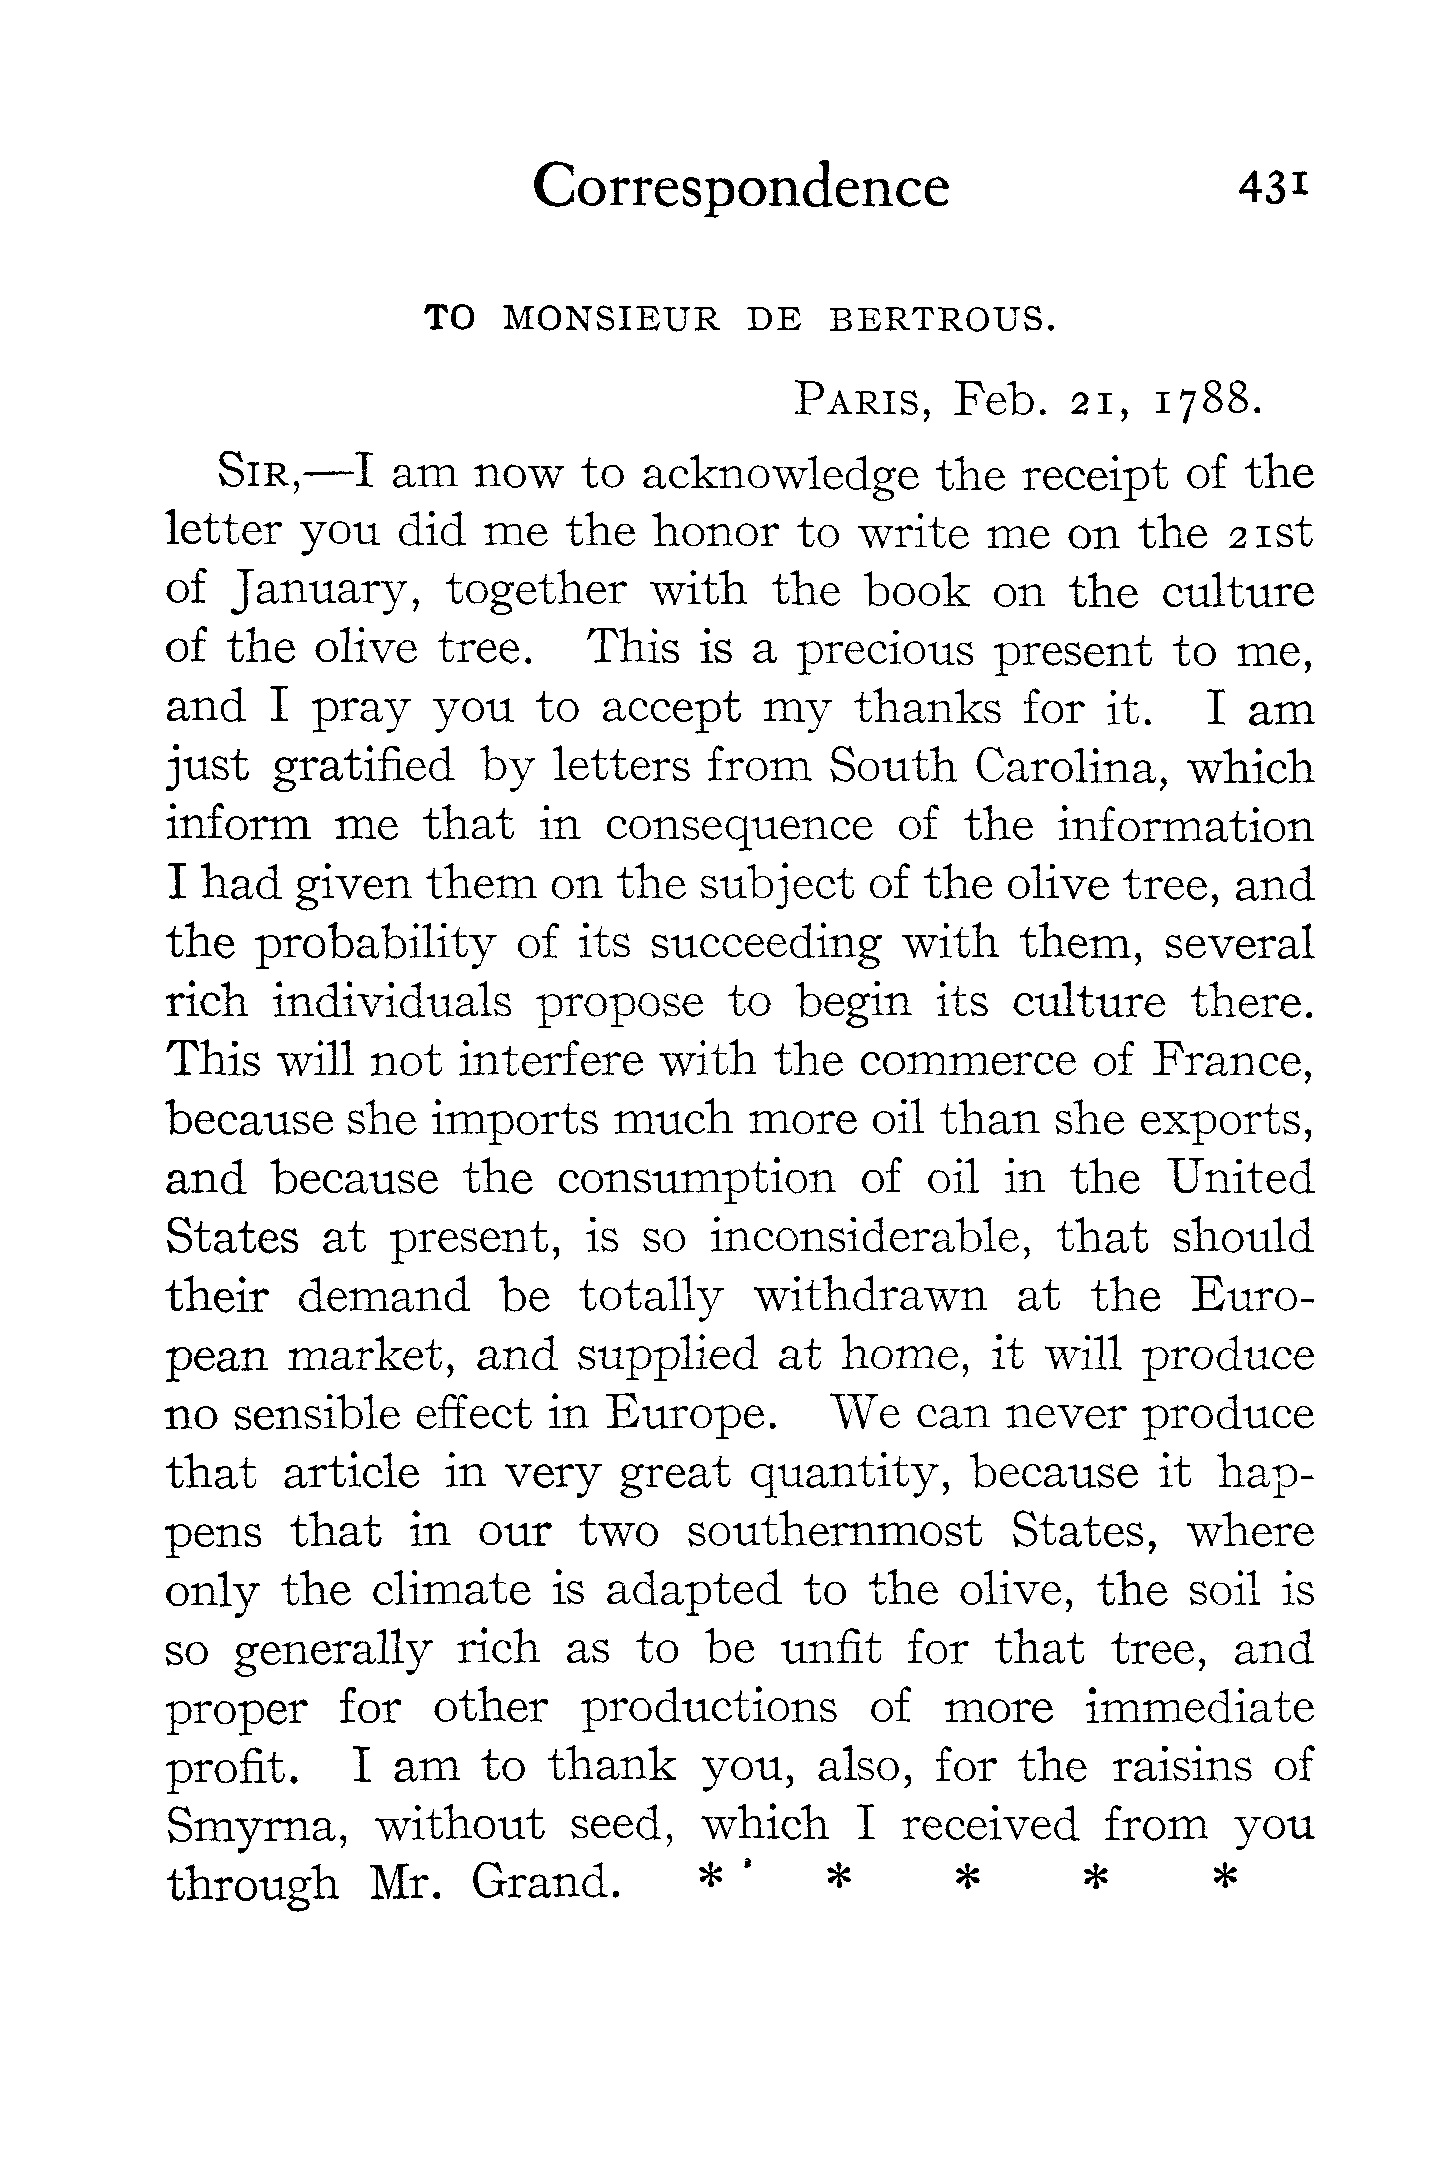 Correspondence 431
TO MONSIEUR DE BERTROUS.
PARIS, Feb. 21, 1788.
SIR,—I am now to acknowledge the receipt of the
letter you did me the honor to write me on the 21st
of January, together with the book on the culture
of the olive tree. This is a precious present to me,
and I pray you to accept my thanks for it. I am
just gratified by letters from South Carolina, which
inform me that in consequence of the information
I had given them on the subject of the olive tree, and
the probability of its succeeding with them, several
rich individuals propose to begin its culture there.
This will not interfere with the commerce of France,
because she imports much more oil than she exports,
and because the consumption of oil in the United
States at present, is so inconsiderable, that should
their demand be totally withdrawn at the Euro-
pean market, and supplied at home, it will produce
no sensible effect in Europe. We can never produce
that article in very great quantity, because it hap-
pens that in our two southernmost States, where
only the climate is adapted to the olive, the soil is
so generally rich as to be unfit for that tree, and
proper for other productions of more immediate
profit. I am to thank you, also, for the raisins of
Smyrna, without seed, which I received from you
through Mr. Grand. * * * * *